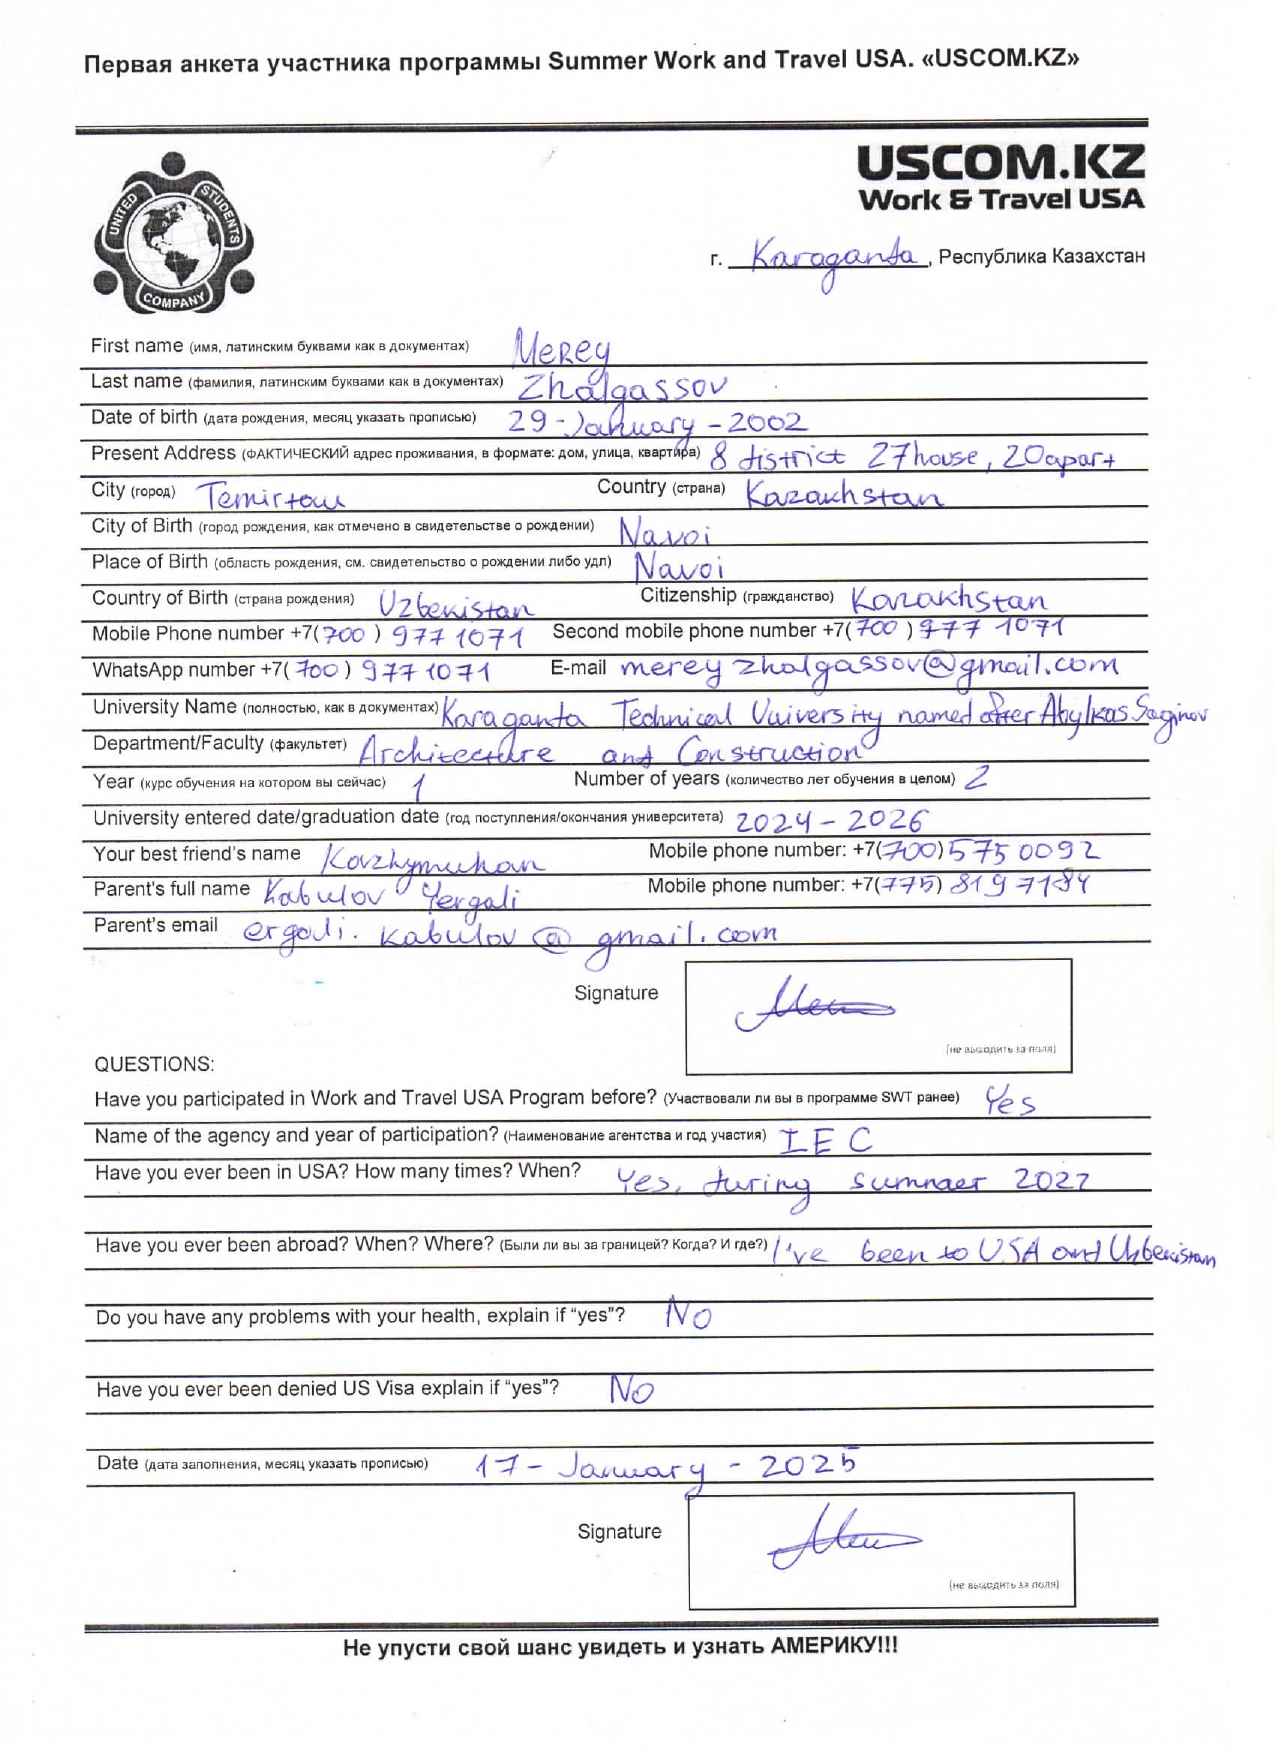 Первая анкета участника программы Summer Work and Travel USA. «USCOM.KZ»
UNITED STUDENTS COMPANY
USCOM.KZ
Work & Travel USA
г. Karaganda, Республика Казахстан
First name (имя, латинским буквами как в документах) Merey
Last name (фамилия, латинским буквами как в документах) Zhalgassov
Date of birth (дата рождения, месяц указать прописью) 29-January-2002
Present Address (ФАКТИЧЕСКИЙ адрес проживания, в формате: дом, улица, квартира) 8 district 27house, 20apart
City (город) Temirtau Country (страна) Kazakhstan
City of Birth (город рождения, как отмечено в свидетельстве о рождении) Navoi
Place of Birth (область рождения, см. свидетельство о рождении либо удл) Navoi
Country of Birth (страна рождения) Uzbekistan Citizenship (гражданство) Kazakhstan
Mobile Phone number +7(700) 977 1071 Second mobile phone number +7(700) 977 1071
WhatsApp number +7(700) 977 1071 E-mail merey zhalgassov@gmail.com
University Name (полностью, как в документах) Karaganda Technical University named after Abylkas Saginov
Department/Faculty (факультет) Architecture and Construction
Year (курс обучения на котором вы сейчас) 1 Number of years (количество лет обучения в целом) 2
University entered date/graduation date (год поступления/окончания университета) 2024-2026
Your best friend's name Kozhymukan Mobile phone number: +7(700)575 0092
Parent's full name Kabulov Yergali Mobile phone number: +7(775) 819 7184
Parent's email ergali.kabulov@gmail.com
Signature
(не выходить за поля)
QUESTIONS:
Have you participated in Work and Travel USA Program before? (Участвовали ли вы в программе SWT ранее) Yes
Name of the agency and year of participation? (Наименование агентства и год участия) IEC
Have you ever been in USA? How many times? When? Yes, during summer
Have you ever been abroad? When? Where? (Были ли вы за границей? Когда? И где?) I've been to USA and Uzbekistan
Do you have any problems with your health, explain if “yes”? No
Have you ever been denied US Visa explain if “yes”? No
Date (дата заполнения, месяц указать прописью) 17-January-2025
Signature
(не выходить за поля)
Не упусти свой шанс увидеть и узнать АМЕРИКУ!!!